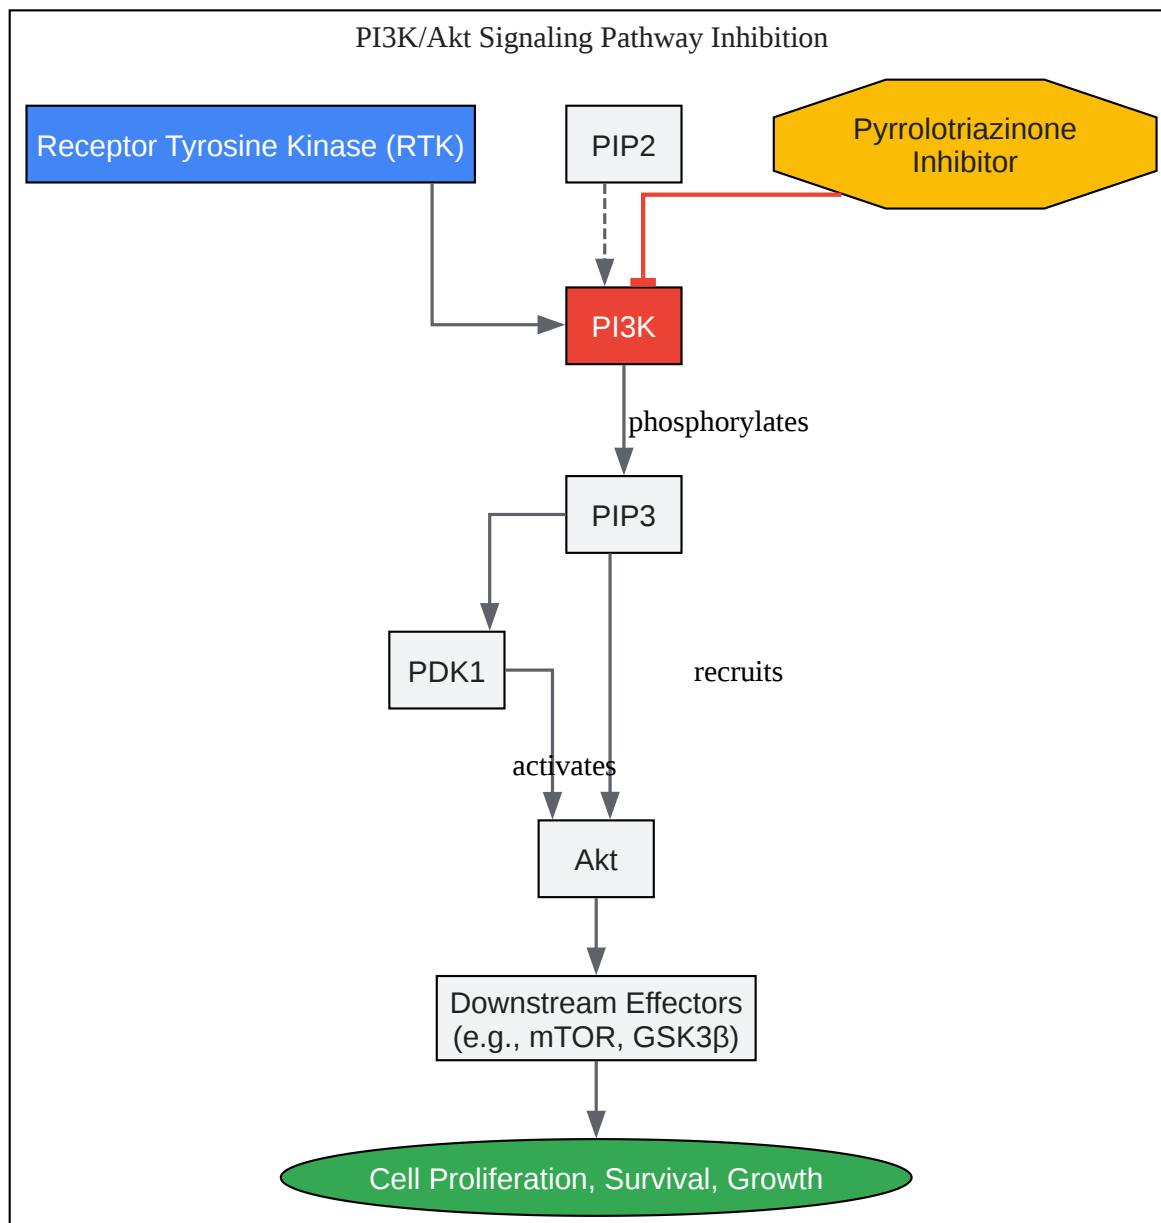 PI3K/Akt Signaling Pathway Inhibition
Receptor Tyrosine Kinase (RTK)
PIP2
Pyrrolotriazinone
Inhibitor
PI3K
phosphorylates
PIP3
PDK1
recruits
activates
Akt
Downstream Effectors
(e.g., mTOR, GSK3β)
Cell Proliferation, Survival, Growth